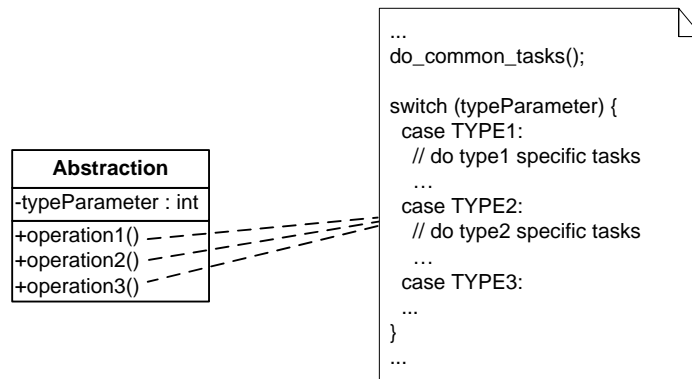 Abstraction
-typeParameter : int
+operation1()
+operation2()
+operation3()
...
do_common_tasks();
switch (typeParameter) {
case TYPE1:
// do type1 specific tasks
…
case TYPE2:
// do type2 specific tasks
…
case TYPE3:
...
}
...